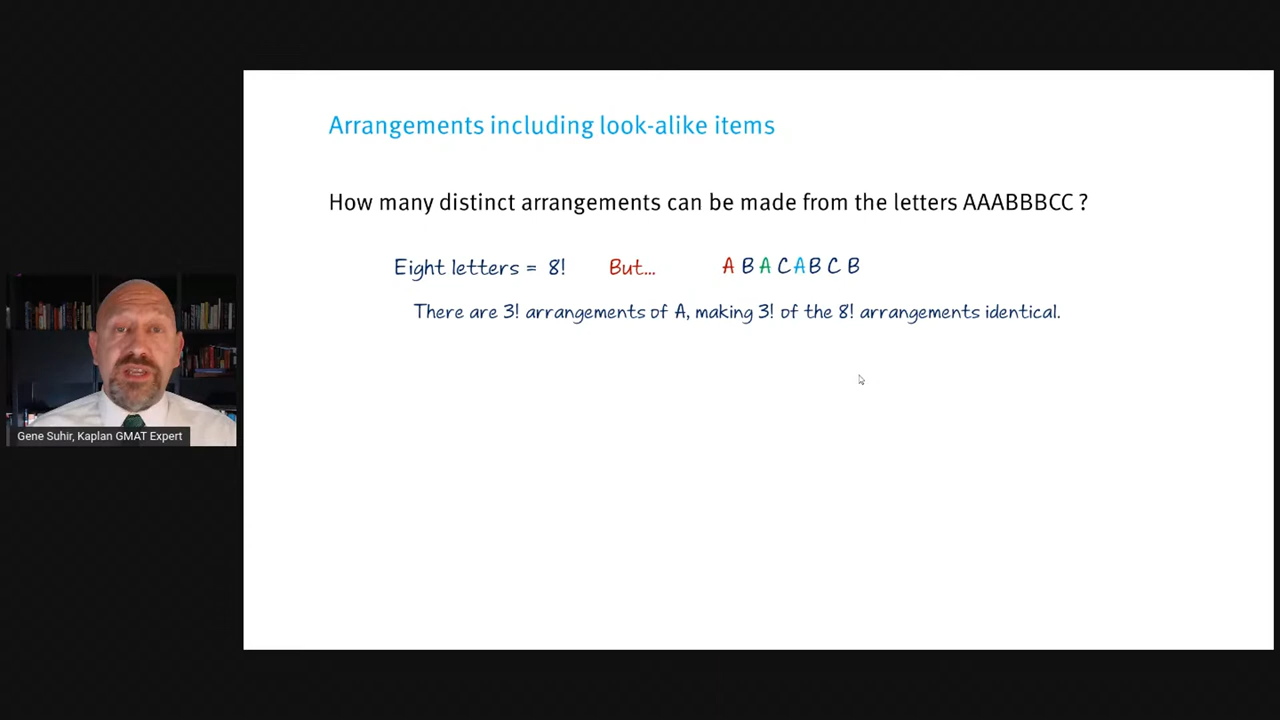 Arrangements including look-alike items
How many distinct arrangements can be made from the letters AAABBBCC ?
Eight letters = 8! But... A B A C A B C B
There are 3! arrangements of A, making 3! of the 8! arrangements identical.
Gene Suhir, Kaplan GMAT Expert